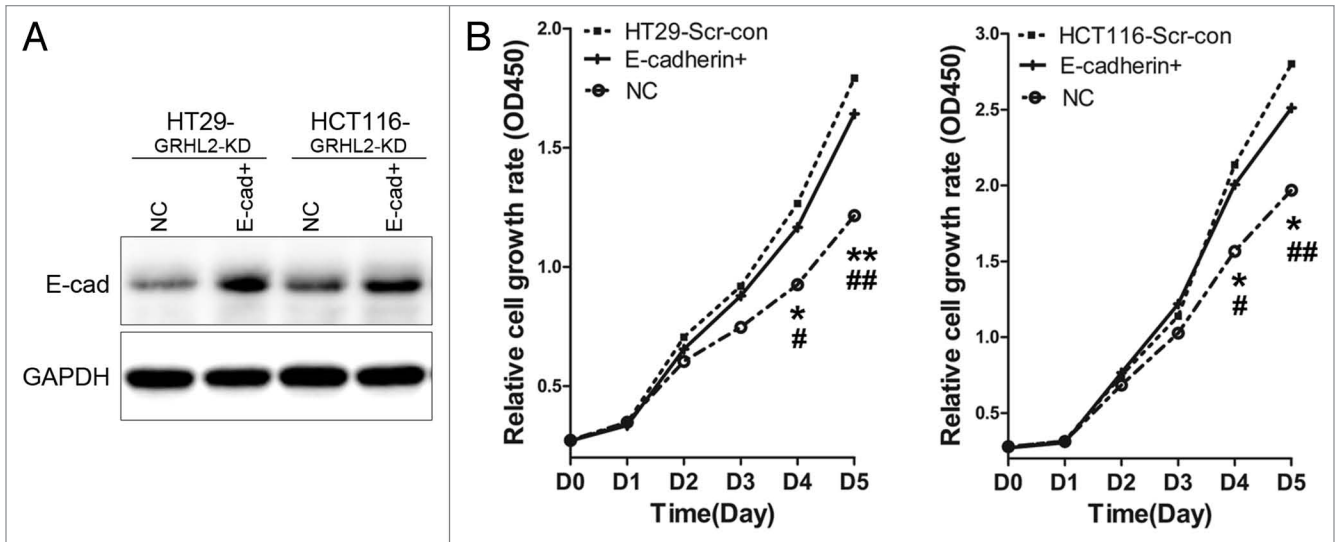 A
HT29-
GRHL2-KD
HCT116-
GRHL2-KD
NC
E-cad+
NC
E-cad+
E-cad
GAPDH
B
Relative cell growth rate (OD450)
2.0
1.5
1.0
0.5
HT29-Scr-con
E-cadherin+
NC
*
#
**
##
D0 D1 D2 D3 D4 D5
Time(Day)
Relative cell growth rate (OD450)
3.0
2.5
2.0
1.5
1.0
0.5
HCT116-Scr-con
E-cadherin+
NC
*
#
*
##
D0 D1 D2 D3 D4 D5
Time(Day)